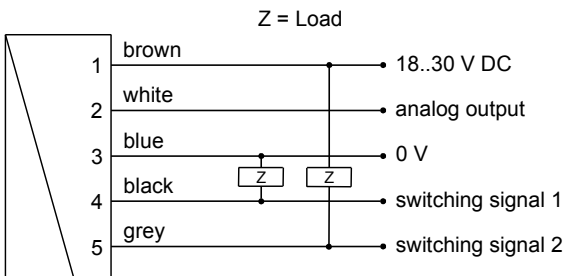 Z = Load
1 brown 18..30 V DC
2 white analog output
3 blue 0 V
Z Z
4 black switching signal 1
5 grey switching signal 2